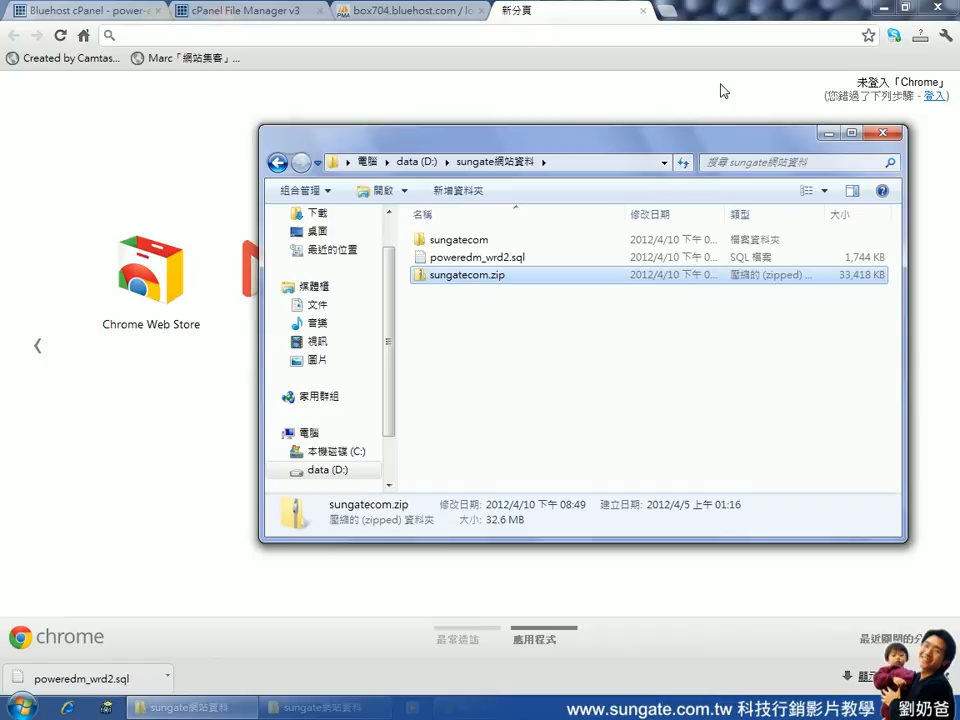 Bluehost cPanel - power-e
cPanel File Manager v3
box704.bluehost.com / lo
新分頁
Created by Camtas...
Marc「網站集客」,...
未登入「Chrome」
(您錯過了下列步驟 - 登入)
電腦 data (D:) sungate網站資料
搜尋 sungate網站資料
組合管理 開啟 新增資料夾
下載
桌面
最近的位置
媒體櫃
文件
音樂
視訊
圖片
家用群組
電腦
本機磁碟 (C:)
data (D:)
名稱 修改日期 類型 大小
sungatecom 2012/4/10 下午 0... 檔案資料夾
poweredm_wrd2.sql 2012/4/10 下午 0... SQL 檔案 1,744 KB
sungatecom.zip 2012/4/10 下午 0... 壓縮的 (zipped) ... 33,418 KB
sungatecom.zip 修改日期: 2012/4/10 下午 08:49 建立日期: 2012/4/5 上午 01:16
壓縮的 (zipped) 資料夾 大小: 32.6 MB
Chrome Web Store
chrome
最常造訪
應用程式
最近關閉的分
poweredm_wrd2.sql
sungate網站資料
sungate網站資料
www.sungate.com.tw 科技行銷影片教學
劉奶爸